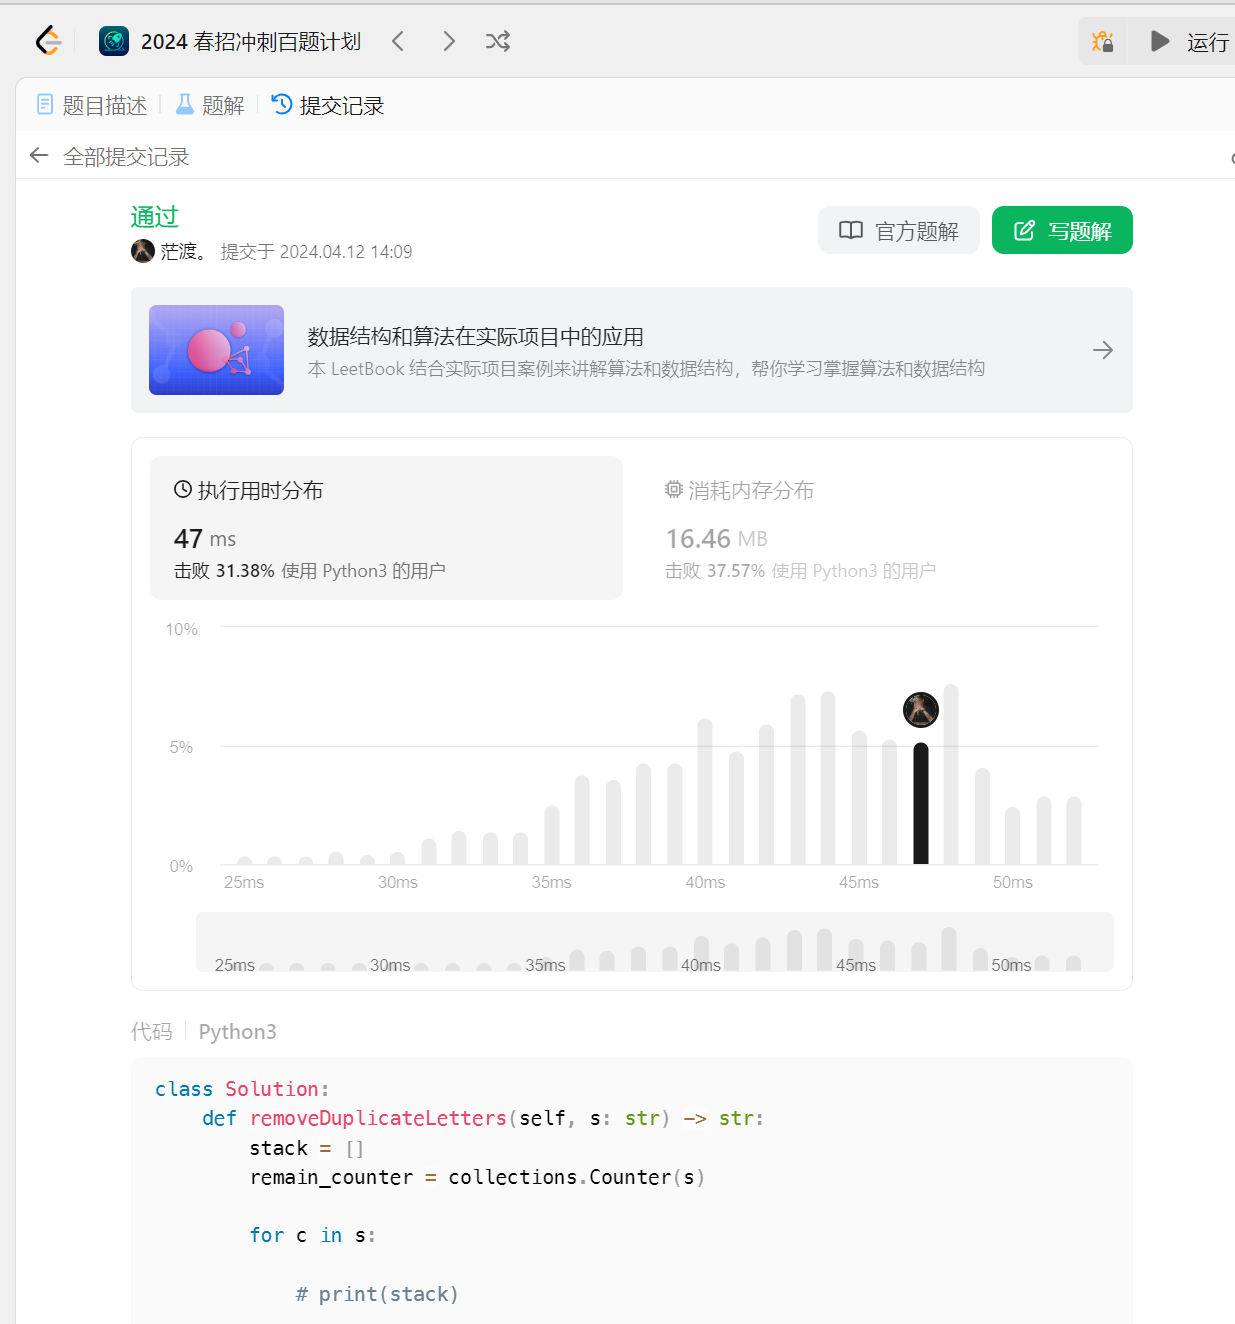 2024 春招冲刺百题计划
运行
题目描述
题解
提交记录
全部提交记录
通过
茫渡。 提交于 2024.04.12 14:09
官方题解
写题解
数据结构和算法在实际项目中的应用
本 LeetBook 结合实际项目案例来讲解算法和数据结构，帮你学习掌握算法和数据结构
执行用时分布
47 ms
击败 31.38% 使用 Python3 的用户
消耗内存分布
16.46 MB
击败 37.57% 使用 Python3 的用户
10%
5%
0%
25ms 30ms 35ms 40ms 45ms 50ms
25ms 30ms 35ms 40ms 45ms 50ms
代码 Python3
class Solution:
    def removeDuplicateLetters(self, s: str) -> str:
        stack = []
        remain_counter = collections.Counter(s)
        for c in s:
            # print(stack)